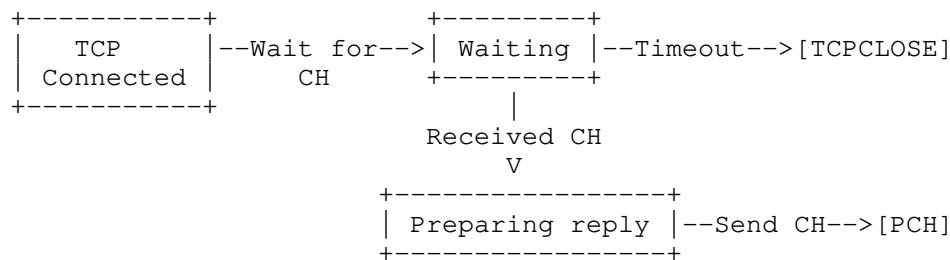 +-----------+                    +---------+
|    TCP    |--Wait for-->| Waiting |--Timeout-->[TCPCLOSE]
| Connected |      CH       +---------+
+-----------+                         |
Received CH
V
+-----------------+
| Preparing reply |--Send CH-->[PCH]
+-----------------+